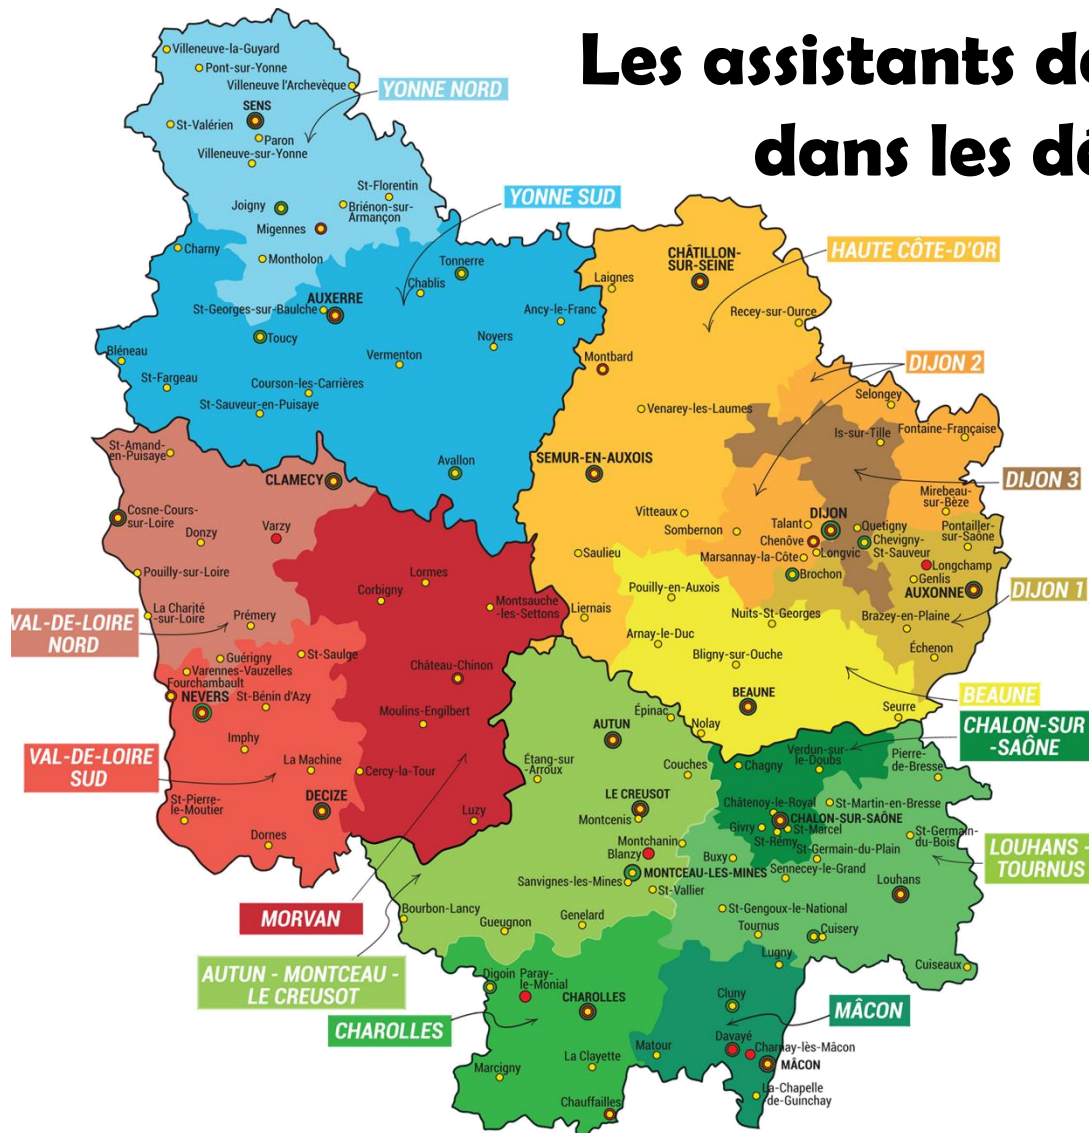 Les assistants d
dans les d
Villeneuve-la-Guyard
Pont-sur-Yonne
Villeneuve l'Archevèque
YONNE NORD
SENS
St-Valérien
Paron
Villeneuve-sur-Yonne
St-Florentin
Joigny
Briénon-sur-
Armançon
Migennes
YONNE SUD
Charny
Montholon
Tonnerre
Chablis
AUXERRE
St-Georges-sur-Baulche
Ancy-le-Franc
Toucy
Noyers
Bléneau
Vermenton
St-Fargeau
Courson-les-Carrières
St-Sauveur-en-Puisaye
Avallon
CHÂTILLON-
SUR-SEINE
HAUTE CÔTE-D'OR
Laignes
Recey-sur-Ource
Montbard
DIJON 2
Selongey
Venarey-les-Laumes
Is-sur-Tille
Fontaine-Française
SEMUR-EN-AUXOIS
DIJON 3
Mirebeau-
sur-Bèze
Vitteaux
DIJON
Talant
Sombernon
Quetigny
Pontailler-
sur-Saône
Chenôve
Chevigny-
St-Sauveur
Longvic
Marsannay-la-Côte
Saulieu
Longchamp
Brochon
Genlis
AUXONNE
DIJON 1
Pouilly-en-Auxois
Liernais
Nuits-St-Georges
Brazey-en-Plaine
Arnay-le-Duc
Échenon
Bligny-sur-Ouche
BEAUNE
BEAUNE
Seurre
St-Amand-
en-Puisaye
CLAMECY
Cosne-Cours-
sur-Loire
Varzy
Donzy
Pouilly-sur-Loire
Lormes
Corbigny
La Charité
-sur-Loire
Prémery
Montsauche
-les-Settons
VAL-DE-LOIRE
NORD
Guérigny
St-Saulge
Varennes-Vauzelles
Château-Chinon
Fourchambault
NEVERS
St-Bénin d'Azy
Moulins-Engilbert
Imphy
VAL-DE-LOIRE
SUD
La Machine
Cercy-la-Tour
St-Pierre-
le-Moutier
DECIZE
Luzy
Dornes
MORVAN
Épinac
AUTUN
Nolay
CHALON-SUR
-SAÔNE
Étang-sur
-Arroux
Couches
Chagny
Verdun-sur-
le-Doubs
Pierre-
de-Bresse
LE CREUSOT
Châtenoy-le-Royal
St-Martin-en-Bresse
Montcenis
CHALON-SUR-SAÔNE
Givry
St-Marcel
St-Rémy
St-Germain-
du-Bois
Montchanin
Blanzy
Buxy
St-Germain-du-Plain
LOUHANS -
TOURNUS
MONTCEAU-LES-MINES
Sennecey-le-Grand
Sanvignes-les-Mines
St-Vallier
Louhans
Bourbon-Lancy
Gueugnon
Genelard
St-Gengoux-le-National
Tournus
Cuisery
Lugny
Cuiseaux
AUTUN - MONTCEAU -
LE CREUSOT
Digoin
Paray-
le-Monial
CHAROLLES
Cluny
MÂCON
CHAROLLES
Davayé
Charnay-lès-Mâcon
Matour
MÂCON
La Clayette
Marcigny
La-Chapelle
de-Guinchay
Chauffailles